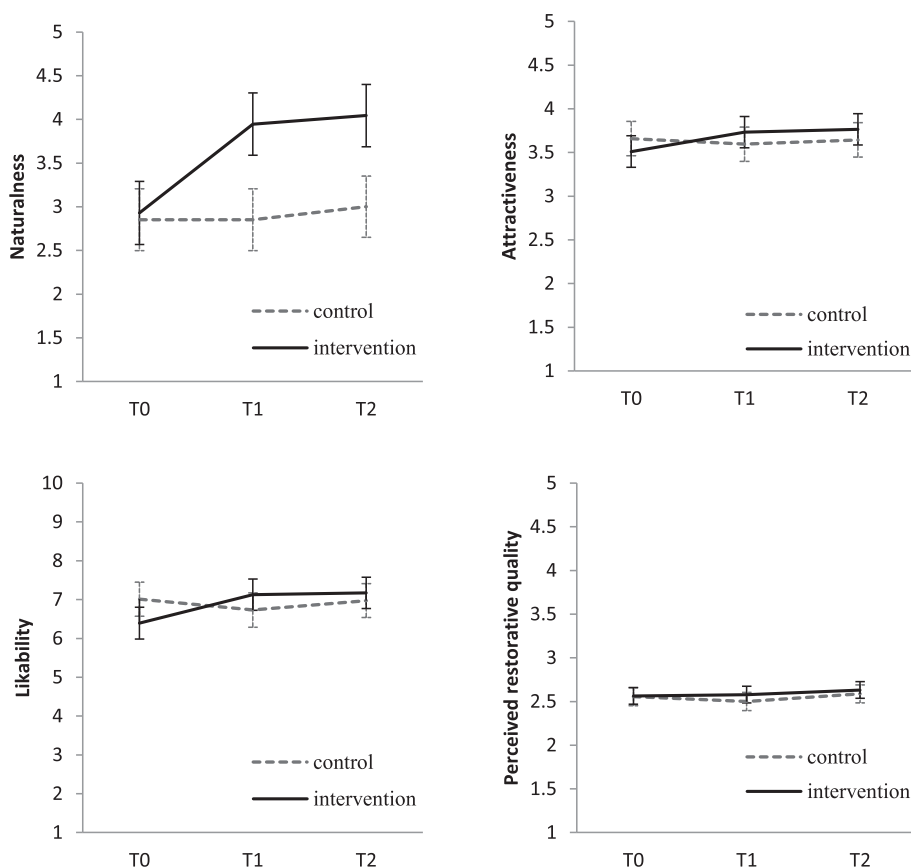 Naturalness
5
4.5
4
3.5
3
2.5
2
1.5
1
T0 T1 T2
control
intervention
Attractiveness
5
4.5
4
3.5
3
2.5
2
1.5
1
T0 T1 T2
control
intervention
Likability
10
9
8
7
6
5
4
3
2
1
T0 T1 T2
control
intervention
Perceived restorative quality
5
4.5
4
3.5
3
2.5
2
1.5
1
T0 T1 T2
control
intervention